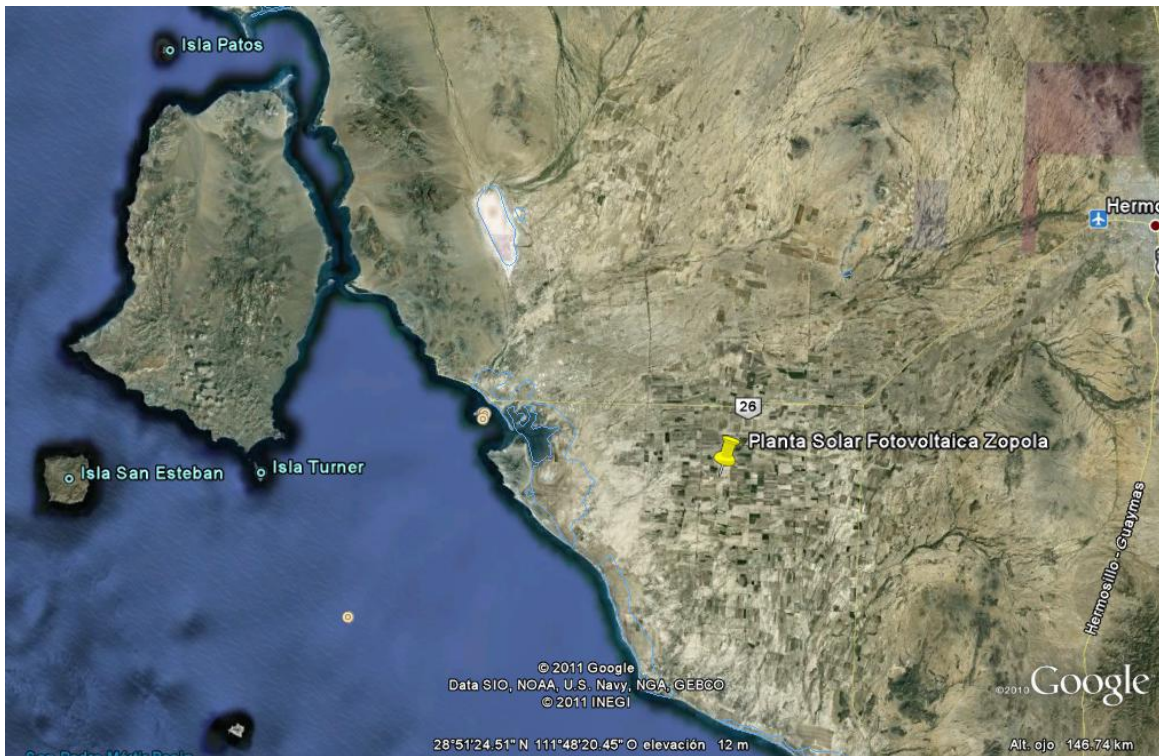 Isla Patos
Hermo
26
Planta Solar Fotovoltaica Zopola
Isla San Esteban
Isla Turner
Hermosillo - Guaymas
© 2011 Google
Data SIO, NOAA, U.S. Navy, NGA, GEBCO
© 2011 INEGI
©2010 Google
28°51'24.51" N 111°48'20.45" O elevación 12 m
Alt. ojo 146.74 km